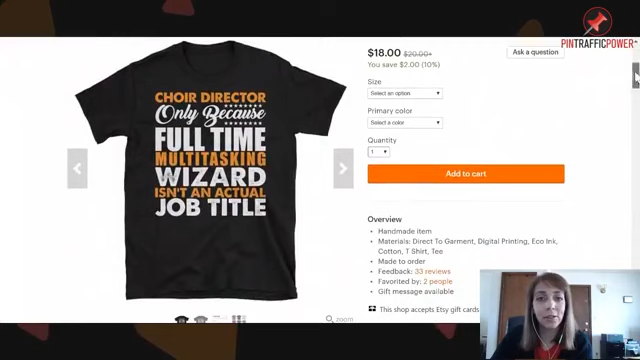 PINTRAFFICPOWER
$18.00 $20.00+
You save $2.00 (10%)
Ask a question
Size
Select an option
Primary color
Select a color
Quantity
1
Add to cart
Overview
• Handmade item
• Materials: Direct To Garment, Digital Printing, Eco Ink,
Cotton, T Shirt, Tee
• Made to order
• Feedback: 33 reviews
• Favorited by: 2 people
• Gift message available
This shop accepts Etsy gift cards
CHOIR DIRECTOR
Only Because
FULL TIME
MULTITASKING
WIZARD
ISN'T AN ACTUAL
JOB TITLE
zoom